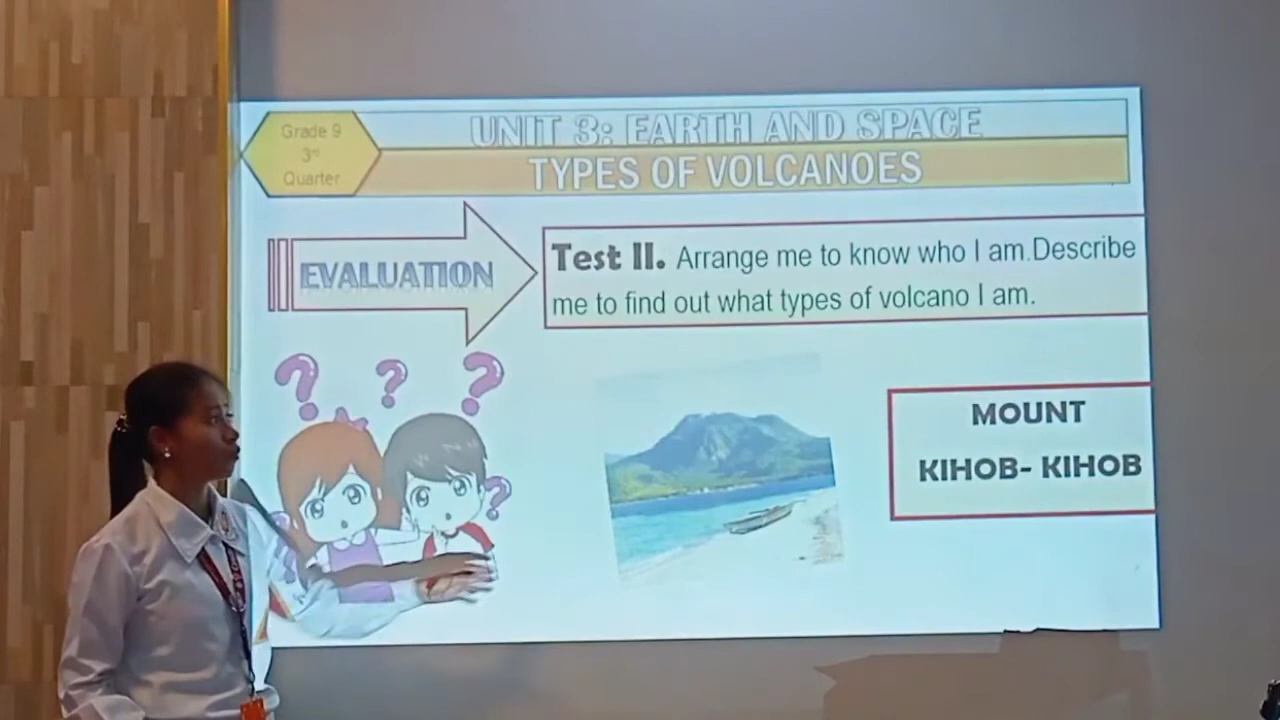 Grade 9
3rd
Quarter
UNIT 3: EARTH AND SPACE
TYPES OF VOLCANOES
EVALUATION
Test II. Arrange me to know who I am.Describe
me to find out what types of volcano I am.
MOUNT
KIHOB- KIHOB